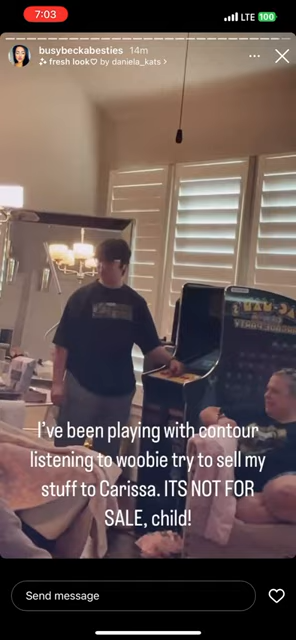 7:03
LTE 100
busybeckabesties 14m
fresh look♡ by daniela_kats >
I've been playing with contour
listening to woobie try to sell my
stuff to Carissa. ITS NOT FOR
SALE, child!
Send message